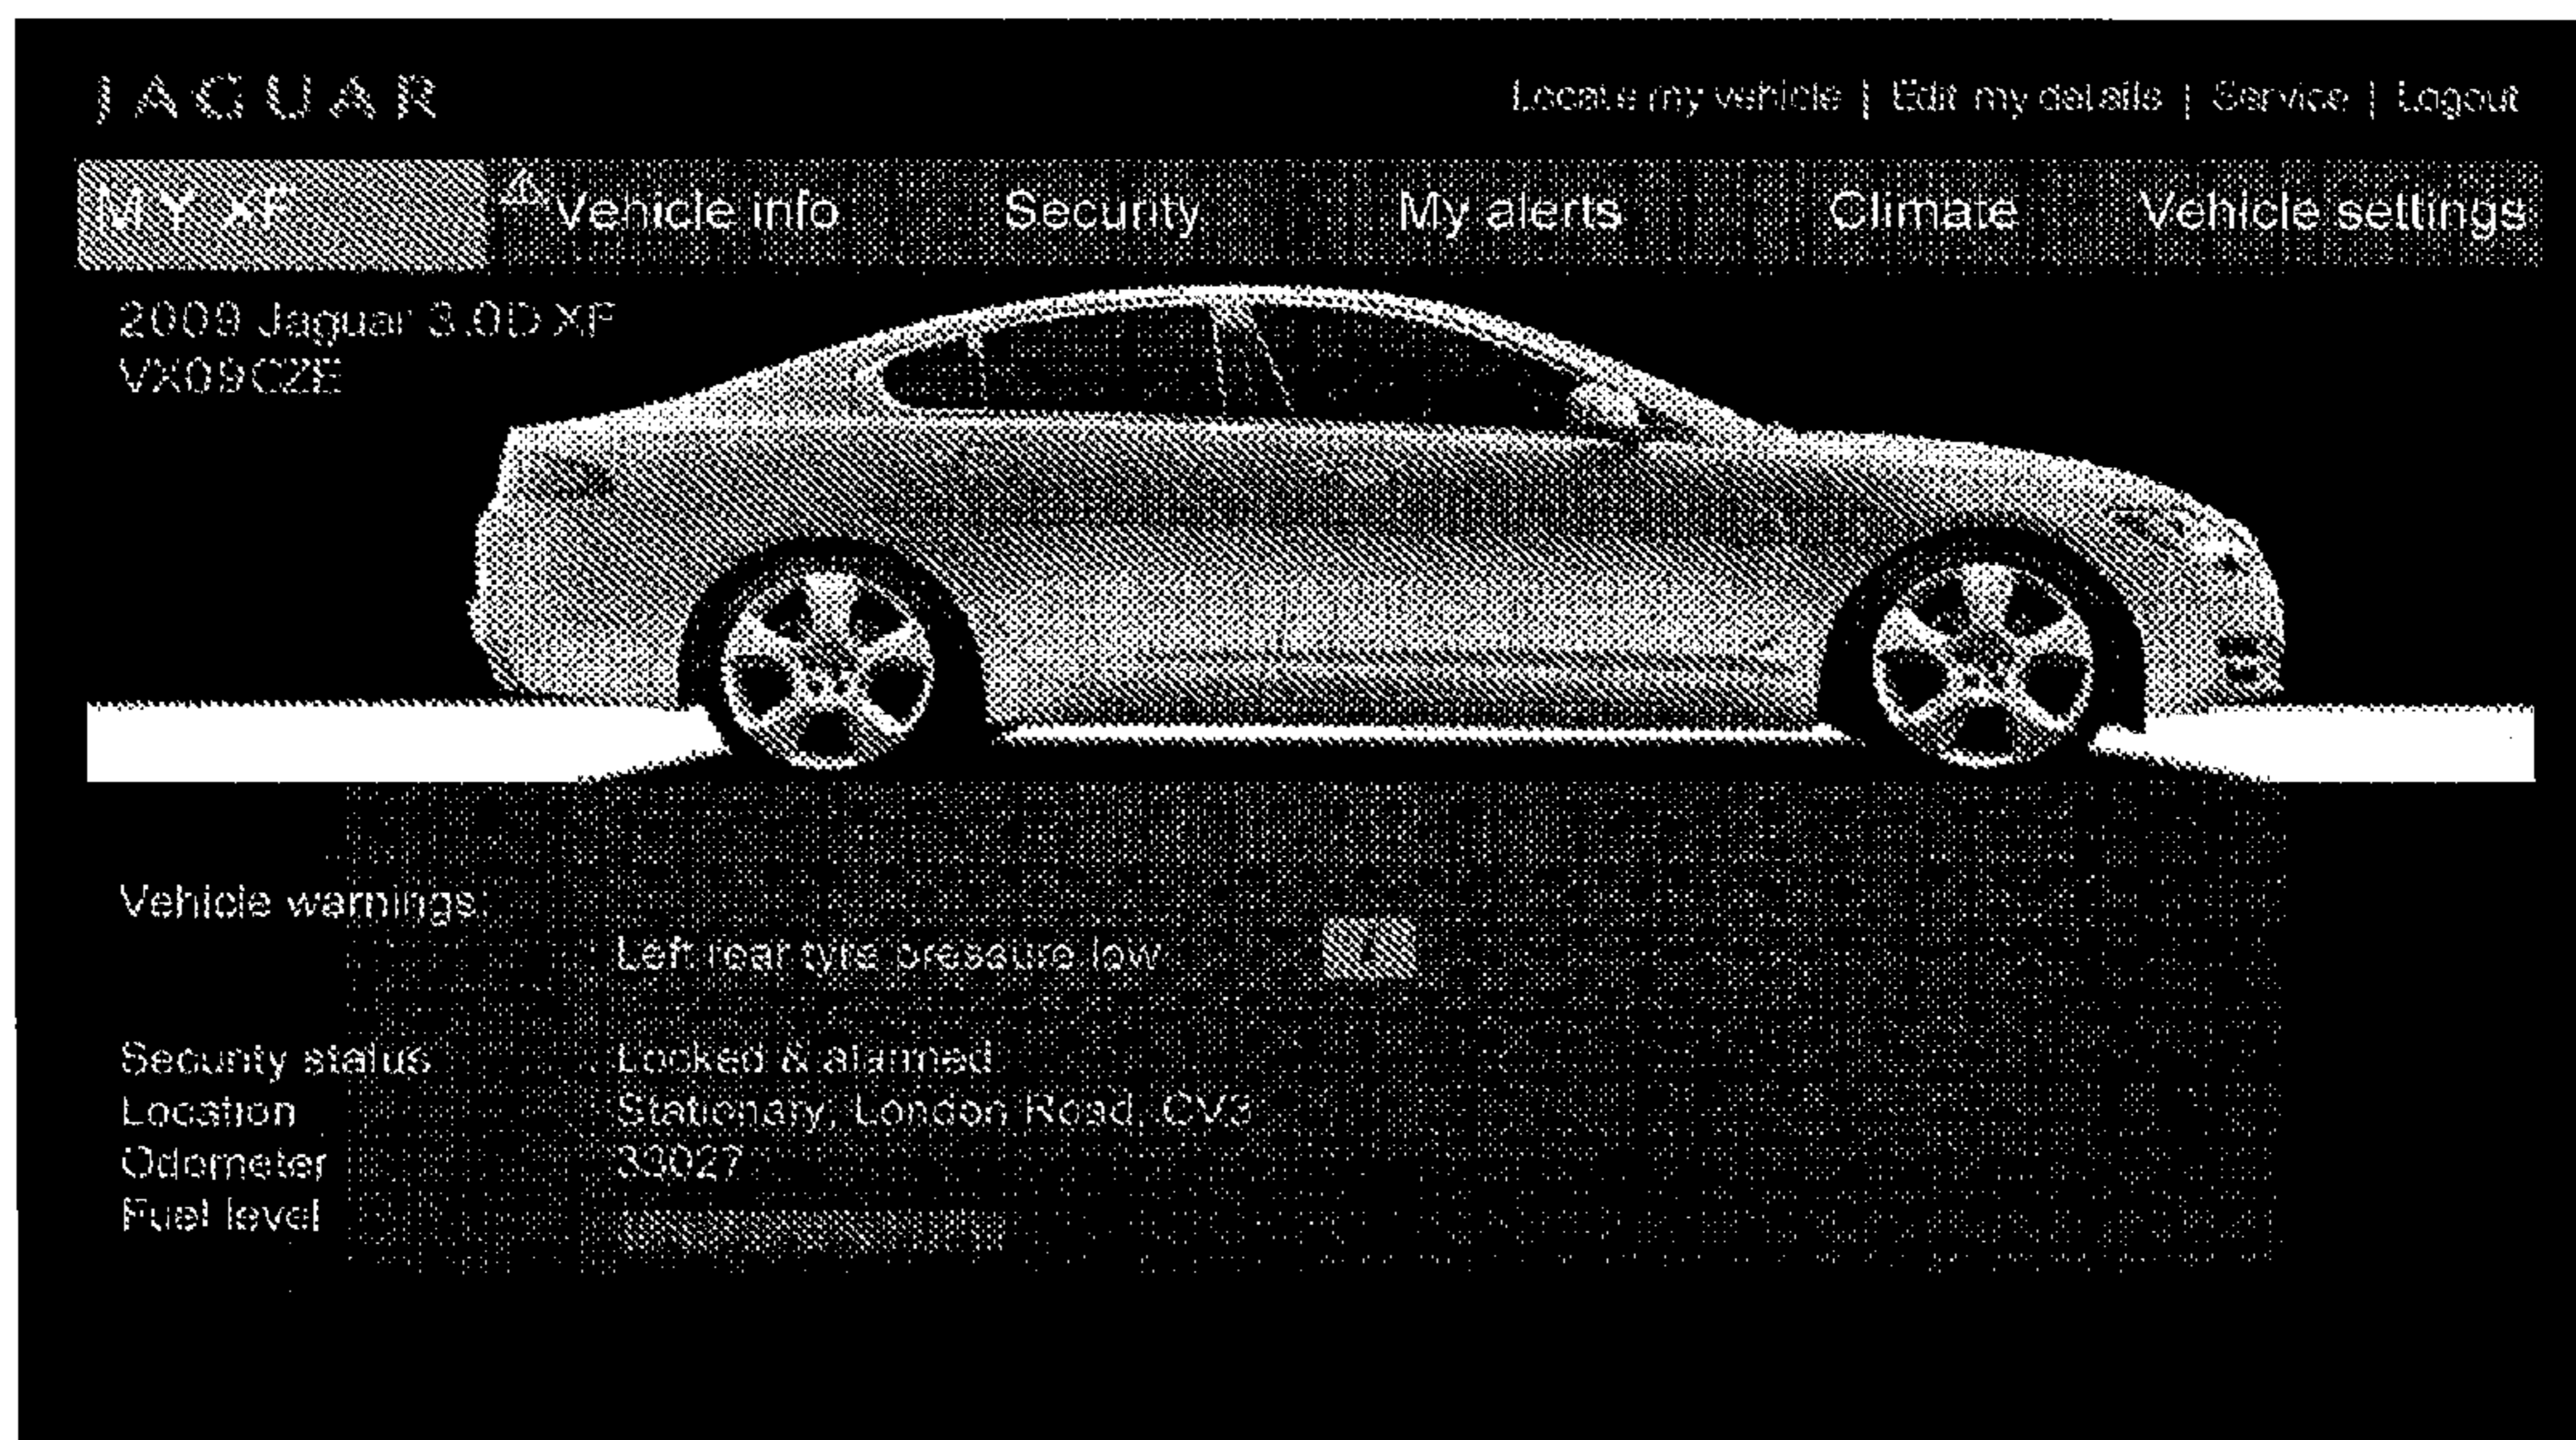 JAGUAR
Locate my vehicle | Edit my details | Service | Logout
MY XF Vehicle info Security My alerts Climate Vehicle settings
2009 Jaguar 3.0D XF
VX09CZE
Vehicle warnings:
Left rear tyre pressure low i
Security status Locked & alarmed
Location Stationary, London Road, CV3
Odometer 33027
Fuel level